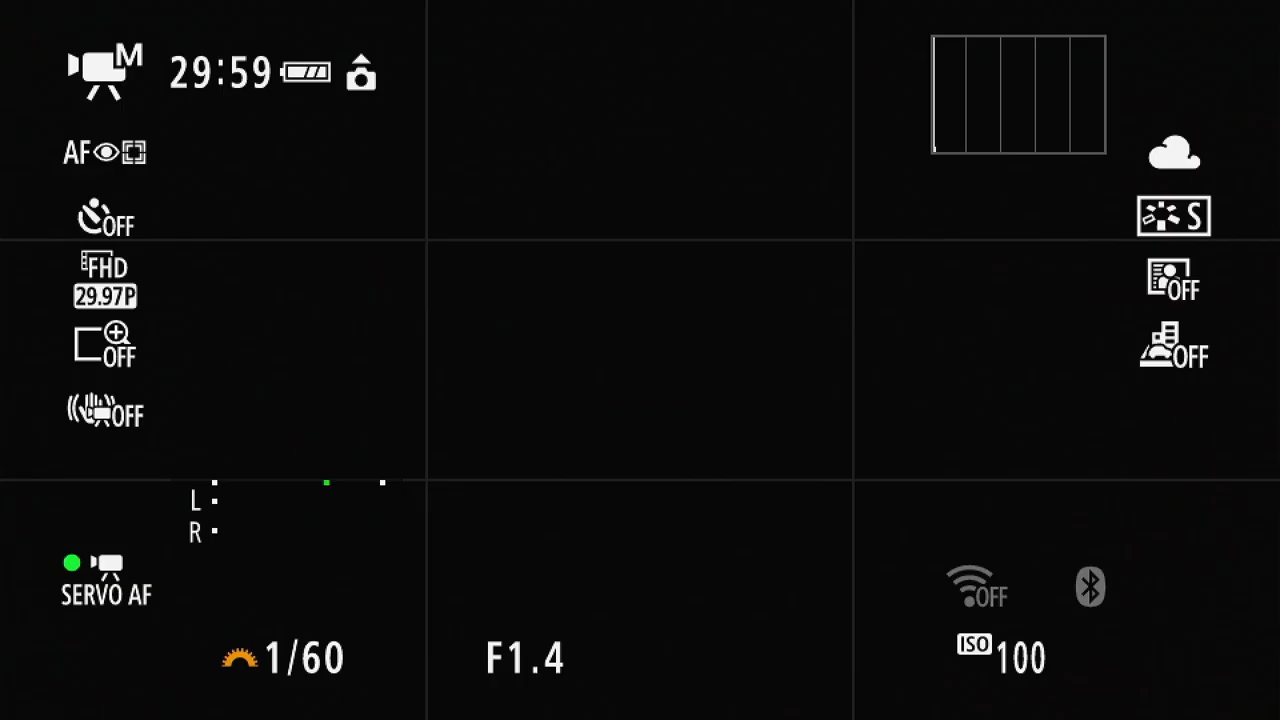 M 29:59
AF
OFF
FHD
29.97P
OFF
OFF
S
OFF
OFF
L
R
SERVO AF
OFF
1/60 F1.4 ISO 100